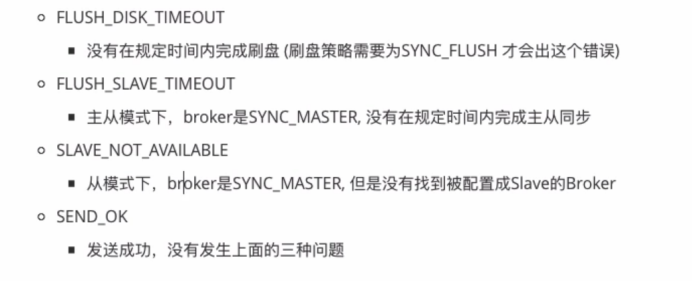 FLUSH_DISK_TIMEOUT
没有在规定时间内完成刷盘 (刷盘策略需要为SYNC_FLUSH 才会出这个错误)
FLUSH_SLAVE_TIMEOUT
主从模式下，broker是SYNC_MASTER, 没有在规定时间内完成主从同步
SLAVE_NOT_AVAILABLE
从模式下，broker是SYNC_MASTER, 但是没有找到被配置成Slave的Broker
SEND_OK
发送成功，没有发生上面的三种问题